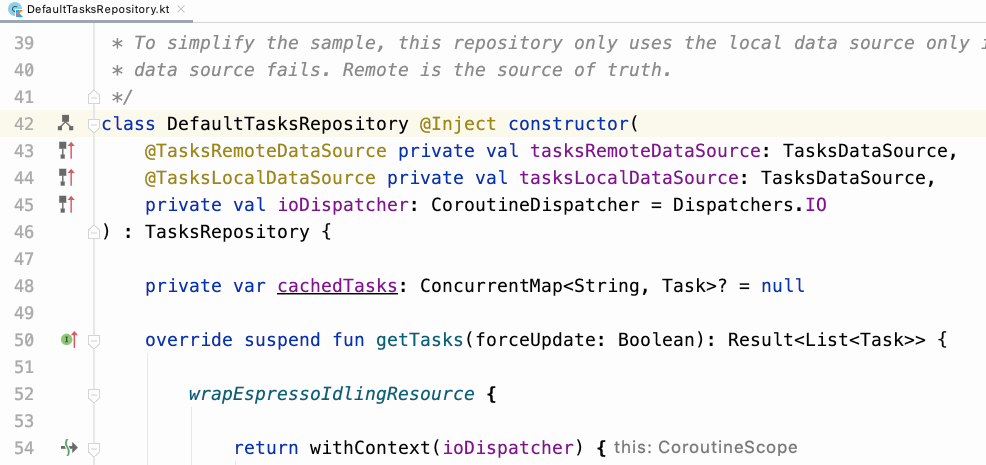 DefaultTasksRepository.kt
39 * To simplify the sample, this repository only uses the local data source only
40 * data source fails. Remote is the source of truth.
41 */
42 class DefaultTasksRepository @Inject constructor(
43 @TasksRemoteDataSource private val tasksRemoteDataSource: TasksDataSource,
44 @TasksLocalDataSource private val tasksLocalDataSource: TasksDataSource,
45 private val ioDispatcher: CoroutineDispatcher = Dispatchers.IO
46 ) : TasksRepository {
47
48 private var cachedTasks: ConcurrentMap<String, Task>? = null
49
50 override suspend fun getTasks(forceUpdate: Boolean): Result<List<Task>> {
51
52 wrapEspressoIdlingResource {
53
54 return withContext(ioDispatcher) { this: CoroutineScope